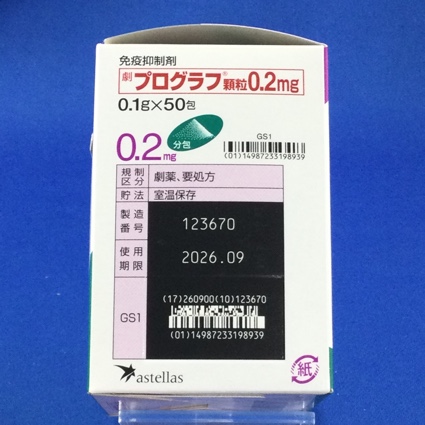 免疫抑制剤
劇 プログラフ® 顆粒0.2mg
0.1g×50包
0.2mg
分包
GS1
(01)14987233198939
規制区分 劇薬、要処方
貯法 室温保存
製造番号 123670
使用期限 2026.09
(17)260900(10)123670
GS1
(01)14987233198939
astellas
紙